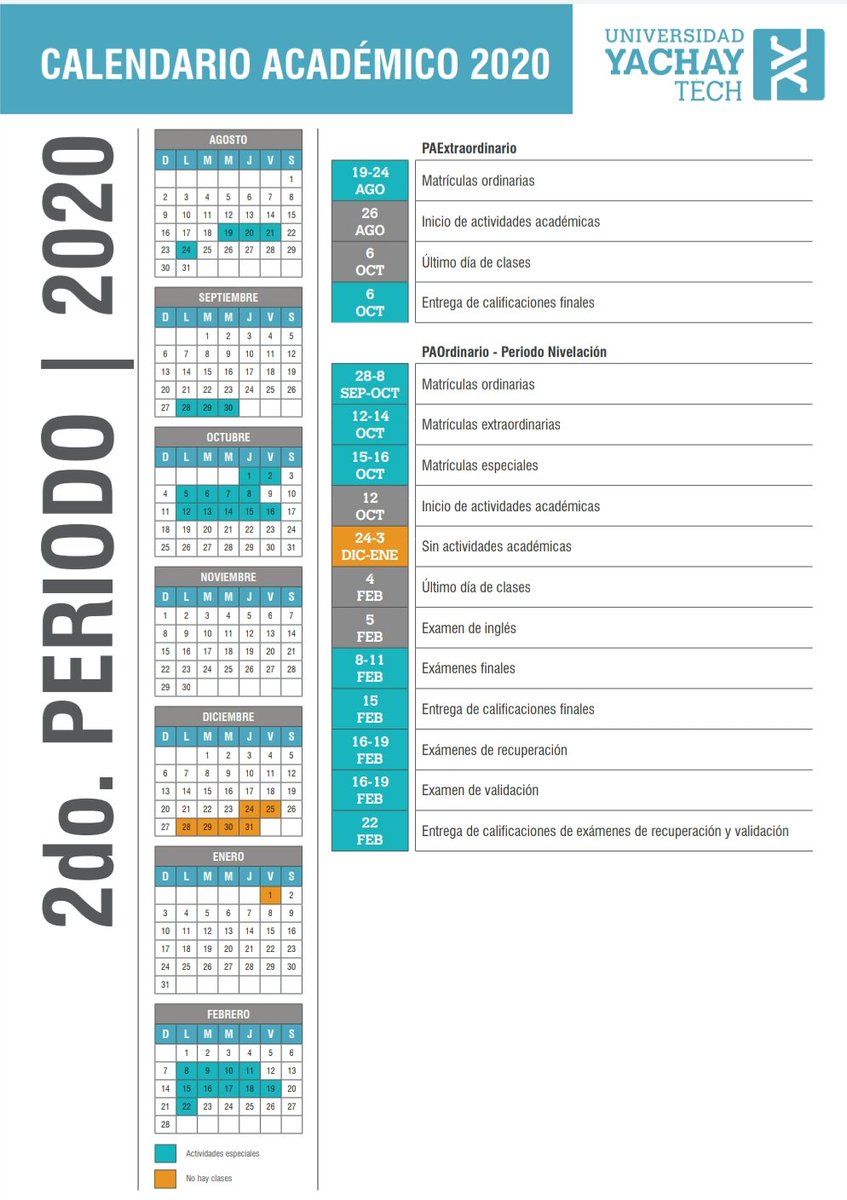 CALENDARIO ACADÉMICO 2020
UNIVERSIDAD
YACHAY
TECH
2do. PERIODO | 2020
AGOSTO
D L M M J V S
1
2 3 4 5 6 7 8
9 10 11 12 13 14 15
16 17 18 19 20 21 22
23 24 25 26 27 28 29
30 31
SEPTIEMBRE
D L M M J V S
1 2 3 4 5
6 7 8 9 10 11 12
13 14 15 16 17 18 19
20 21 22 23 24 25 26
27 28 29 30
OCTUBRE
D L M M J V S
1 2 3
4 5 6 7 8 9 10
11 12 13 14 15 16 17
18 19 20 21 22 23 24
25 26 27 28 29 30 31
NOVIEMBRE
D L M M J V S
1 2 3 4 5 6 7
8 9 10 11 12 13 14
15 16 17 18 19 20 21
22 23 24 25 26 27 28
29 30
DICIEMBRE
D L M M J V S
1 2 3 4 5
6 7 8 9 10 11 12
13 14 15 16 17 18 19
20 21 22 23 24 25 26
27 28 29 30 31
ENERO
D L M M J V S
1 2
3 4 5 6 7 8 9
10 11 12 13 14 15 16
17 18 19 20 21 22 23
24 25 26 27 28 29 30
31
FEBRERO
D L M M J V S
1 2 3 4 5 6
7 8 9 10 11 12 13
14 15 16 17 18 19 20
21 22 23 24 25 26 27
28
Actividades especiales
No hay clases
PAExtraordinario
19-24
AGO
Matrículas ordinarias
26
AGO
Inicio de actividades académicas
6
OCT
Último día de clases
6
OCT
Entrega de calificaciones finales
PAOrdinario - Periodo Nivelación
28-8
SEP-OCT
Matrículas ordinarias
12-14
OCT
Matrículas extraordinarias
15-16
OCT
Matrículas especiales
12
OCT
Inicio de actividades académicas
24-3
DIC-ENE
Sin actividades académicas
4
FEB
Último día de clases
5
FEB
Examen de inglés
8-11
FEB
Exámenes finales
15
FEB
Entrega de calificaciones finales
16-19
FEB
Exámenes de recuperación
16-19
FEB
Examen de validación
22
FEB
Entrega de calificaciones de exámenes de recuperación y validación